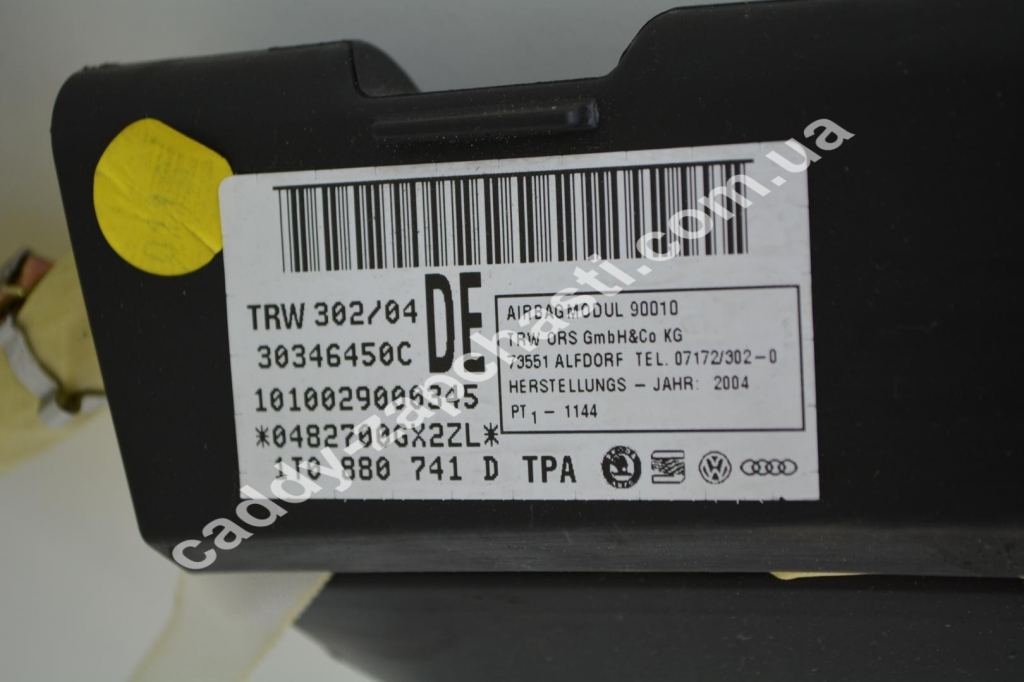 TRW 302/04
DE
30346450C
1010029000345
*0482700GX2ZL*
1T0 880 741 D TPA
AIRBAGMODUL 90010
TRW ORS GmbH&Co KG
73551 ALFDORF TEL. 07172/302-0
HERSTELLUNGS - JAHR: 2004
PT1 - 1144
caddy-zapchasti.com.ua